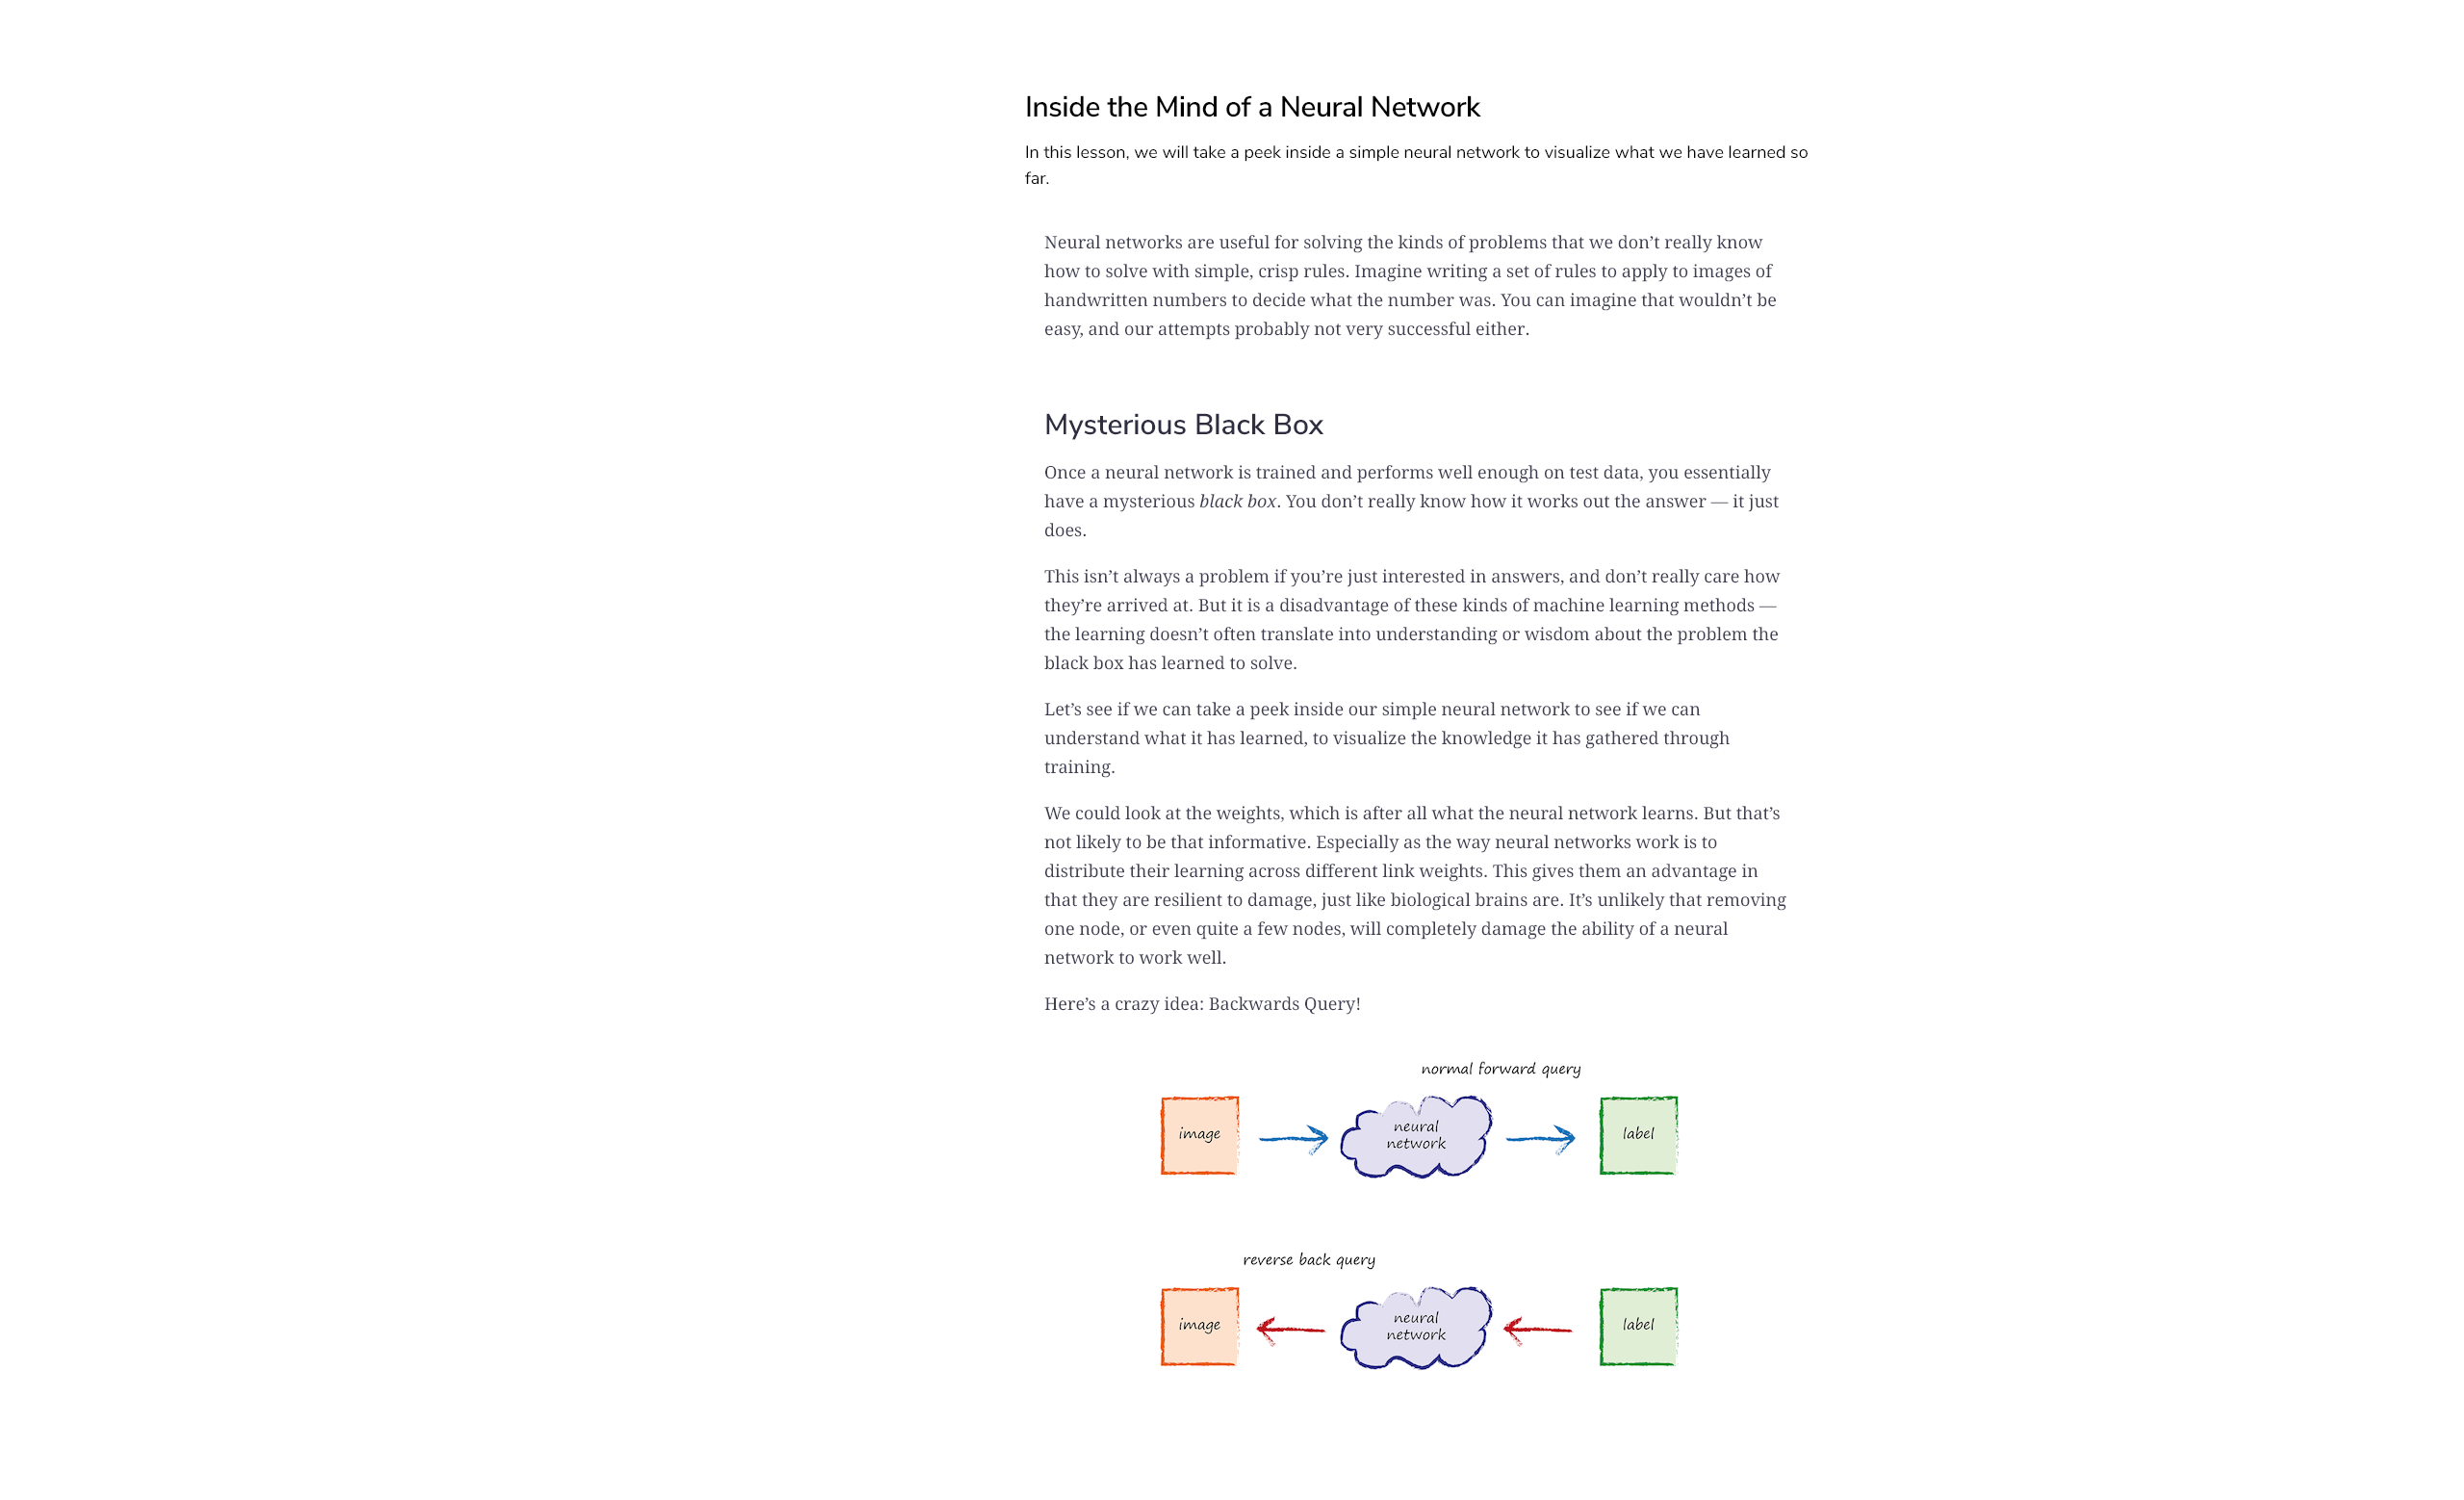 Inside the Mind of a Neural Network
In this lesson, we will take a peek inside a simple neural network to visualize what we have learned so
far.
Neural networks are useful for solving the kinds of problems that we don’t really know
how to solve with simple, crisp rules. Imagine writing a set of rules to apply to images of
handwritten numbers to decide what the number was. You can imagine that wouldn’t be
easy, and our attempts probably not very successful either.
Mysterious Black Box
Once a neural network is trained and performs well enough on test data, you essentially
have a mysterious black box. You don’t really know how it works out the answer — it just
does.
This isn’t always a problem if you’re just interested in answers, and don’t really care how
they’re arrived at. But it is a disadvantage of these kinds of machine learning methods —
the learning doesn’t often translate into understanding or wisdom about the problem the
black box has learned to solve.
Let’s see if we can take a peek inside our simple neural network to see if we can
understand what it has learned, to visualize the knowledge it has gathered through
training.
We could look at the weights, which is after all what the neural network learns. But that’s
not likely to be that informative. Especially as the way neural networks work is to
distribute their learning across different link weights. This gives them an advantage in
that they are resilient to damage, just like biological brains are. It’s unlikely that removing
one node, or even quite a few nodes, will completely damage the ability of a neural
network to work well.
Here’s a crazy idea: Backwards Query!
normal forward query
image
neural
network
label
reverse back query
image
neural
network
label